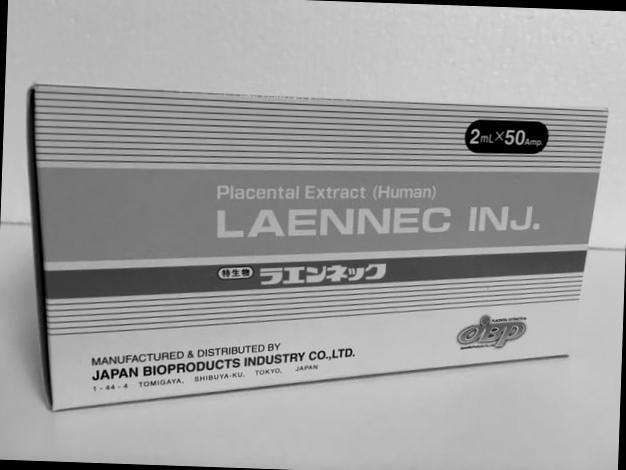 2mL×50Amp.
Placental Extract (Human)
LAENNEC INJ.
特生物 ラエンネック
JBP
MANUFACTURED & DISTRIBUTED BY
JAPAN BIOPRODUCTS INDUSTRY CO.,LTD.
1-44-4 TOMIGAYA, SHIBUYA-KU, TOKYO, JAPAN